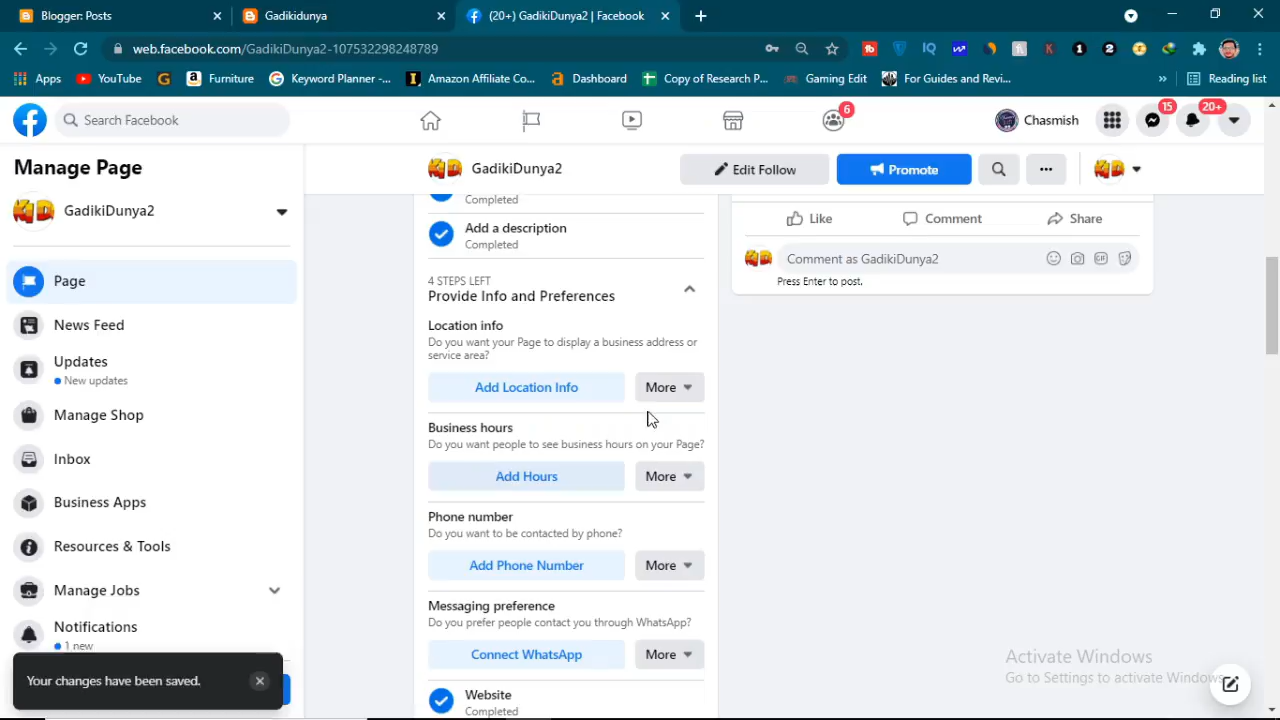 Blogger: Posts
Gadikidunya
(20+) GadikiDunya2 | Facebook
web.facebook.com/GadikiDunya2-107532298248789
Apps
YouTube
Furniture
Keyword Planner -...
Amazon Affiliate Co...
Dashboard
Copy of Research P...
Gaming Edit
For Guides and Revi...
»
Reading list
Search Facebook
6
Chasmish
15
20+
Manage Page
GadikiDunya2
Page
News Feed
Updates
New updates
Manage Shop
Inbox
Business Apps
Resources & Tools
Manage Jobs
Notifications
1 new
Your changes have been saved.
GadikiDunya2
Edit Follow
Promote
Completed
Add a description
Completed
4 STEPS LEFT
Provide Info and Preferences
Location info
Do you want your Page to display a business address or
service area?
Add Location Info
More
Business hours
Do you want people to see business hours on your Page?
Add Hours
More
Phone number
Do you want to be contacted by phone?
Add Phone Number
More
Messaging preference
Do you prefer people contact you through WhatsApp?
Connect WhatsApp
More
Website
Completed
Like
Comment
Share
Comment as GadikiDunya2
Press Enter to post.
Activate Windows
Go to Settings to activate Windows